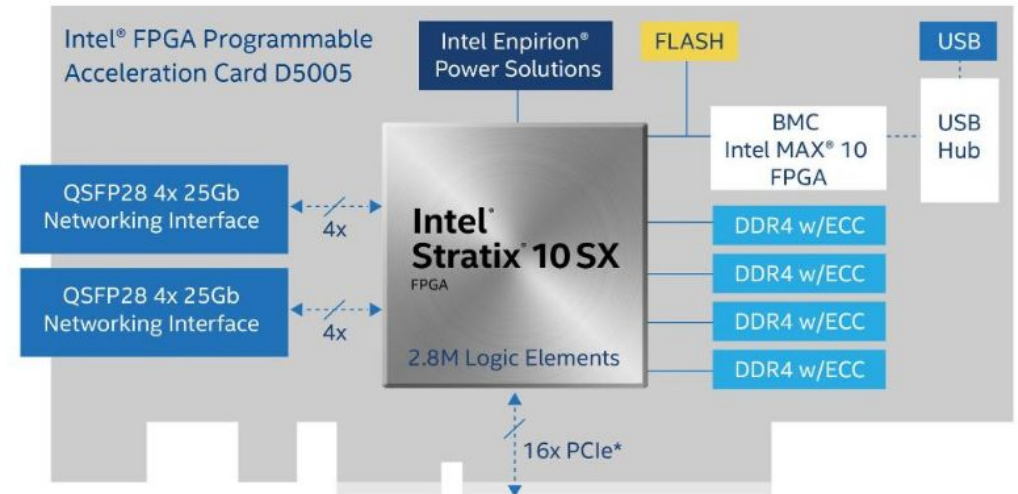 Intel® FPGA Programmable
Acceleration Card D5005
Intel Enpirion®
Power Solutions
FLASH
USB
BMC
Intel MAX® 10
FPGA
USB
Hub
QSFP28 4x 25Gb
Networking Interface
4x
QSFP28 4x 25Gb
Networking Interface
4x
Intel®
Stratix® 10 SX
FPGA
2.8M Logic Elements
DDR4 w/ECC
DDR4 w/ECC
DDR4 w/ECC
DDR4 w/ECC
16x PCIe*